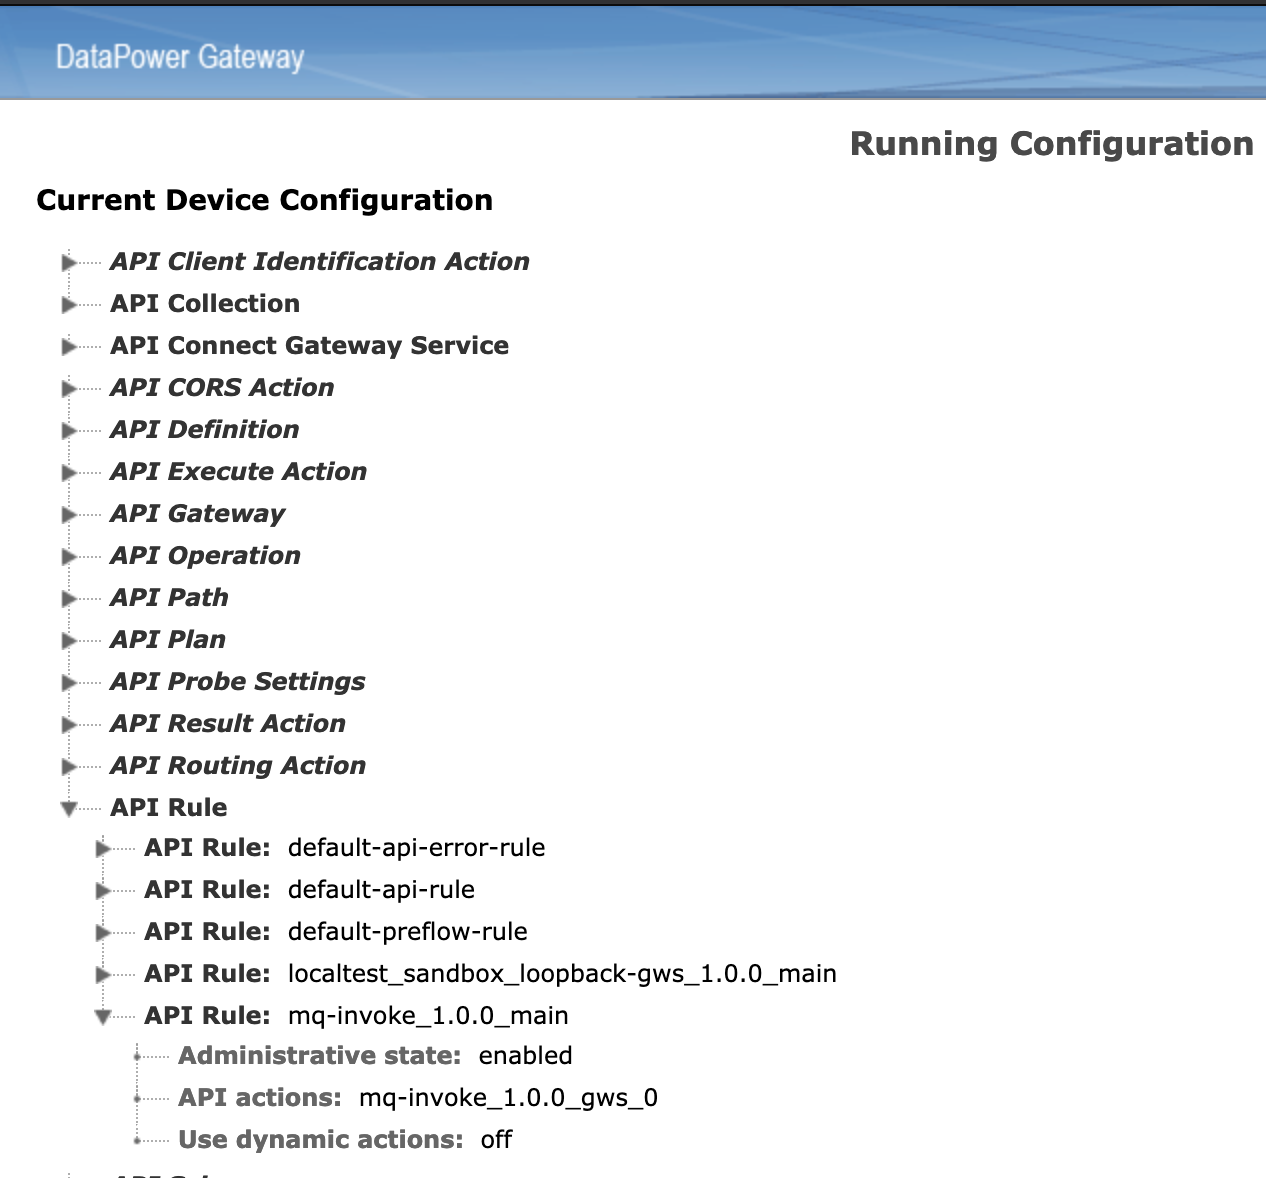 DataPower Gateway
Running Configuration
Current Device Configuration
API Client Identification Action
API Collection
API Connect Gateway Service
API CORS Action
API Definition
API Execute Action
API Gateway
API Operation
API Path
API Plan
API Probe Settings
API Result Action
API Routing Action
API Rule
API Rule: default-api-error-rule
API Rule: default-api-rule
API Rule: default-preflow-rule
API Rule: localtest_sandbox_loopback-gws_1.0.0_main
API Rule: mq-invoke_1.0.0_main
Administrative state: enabled
API actions: mq-invoke_1.0.0_gws_0
Use dynamic actions: off
API